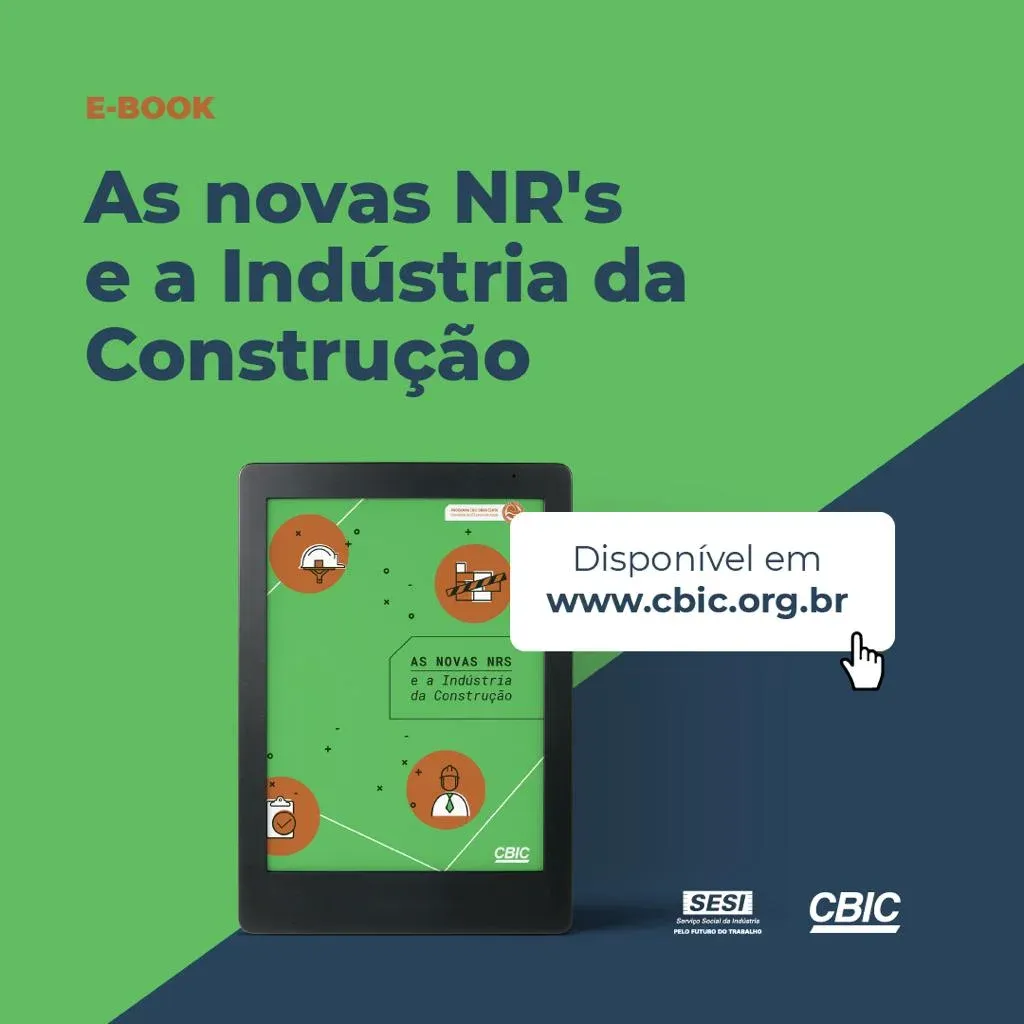 E-BOOK
As novas NR's
e a Indústria da
Construção
Disponível em
www.cbic.org.br
AS NOVAS NRS
e a Indústria
da Construção
CBIC
SESI
Serviço Social da Indústria
PELO FUTURO DO TRABALHO
CBIC